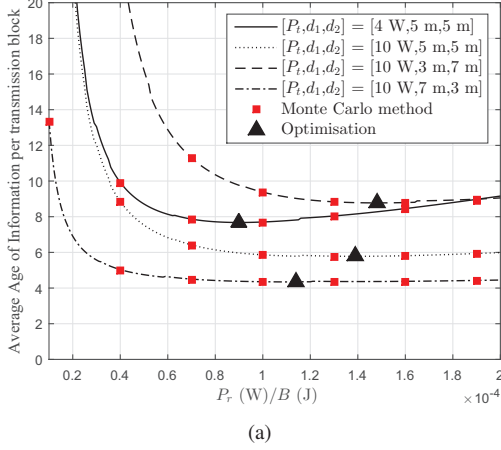 [P_t,d_1,d_2] = [4 W,5 m,5 m]
[P_t,d_1,d_2] = [10 W,5 m,5 m]
[P_t,d_1,d_2] = [10 W,3 m,7 m]
[P_t,d_1,d_2] = [10 W,7 m,3 m]
Monte Carlo method
Optimisation
Average Age of Information per transmission block
20
18
16
14
12
10
8
6
4
2
0
0.2 0.4 0.6 0.8 1 1.2 1.4 1.6 1.8 2
P_r (W)/B (J)
×10^-4
(a)